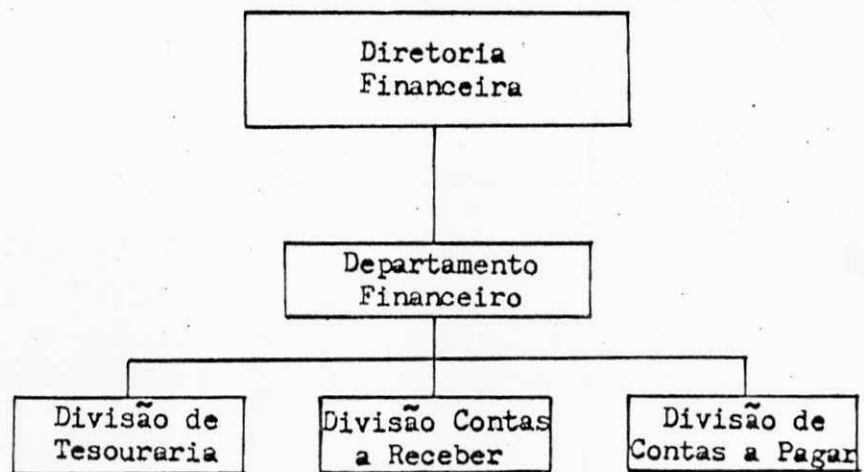 Diretoria
Financeira
Departamento
Financeiro
Divisão de
Tesouraria
Divisão Contas
a Receber
Divisão de
Contas a Pagar